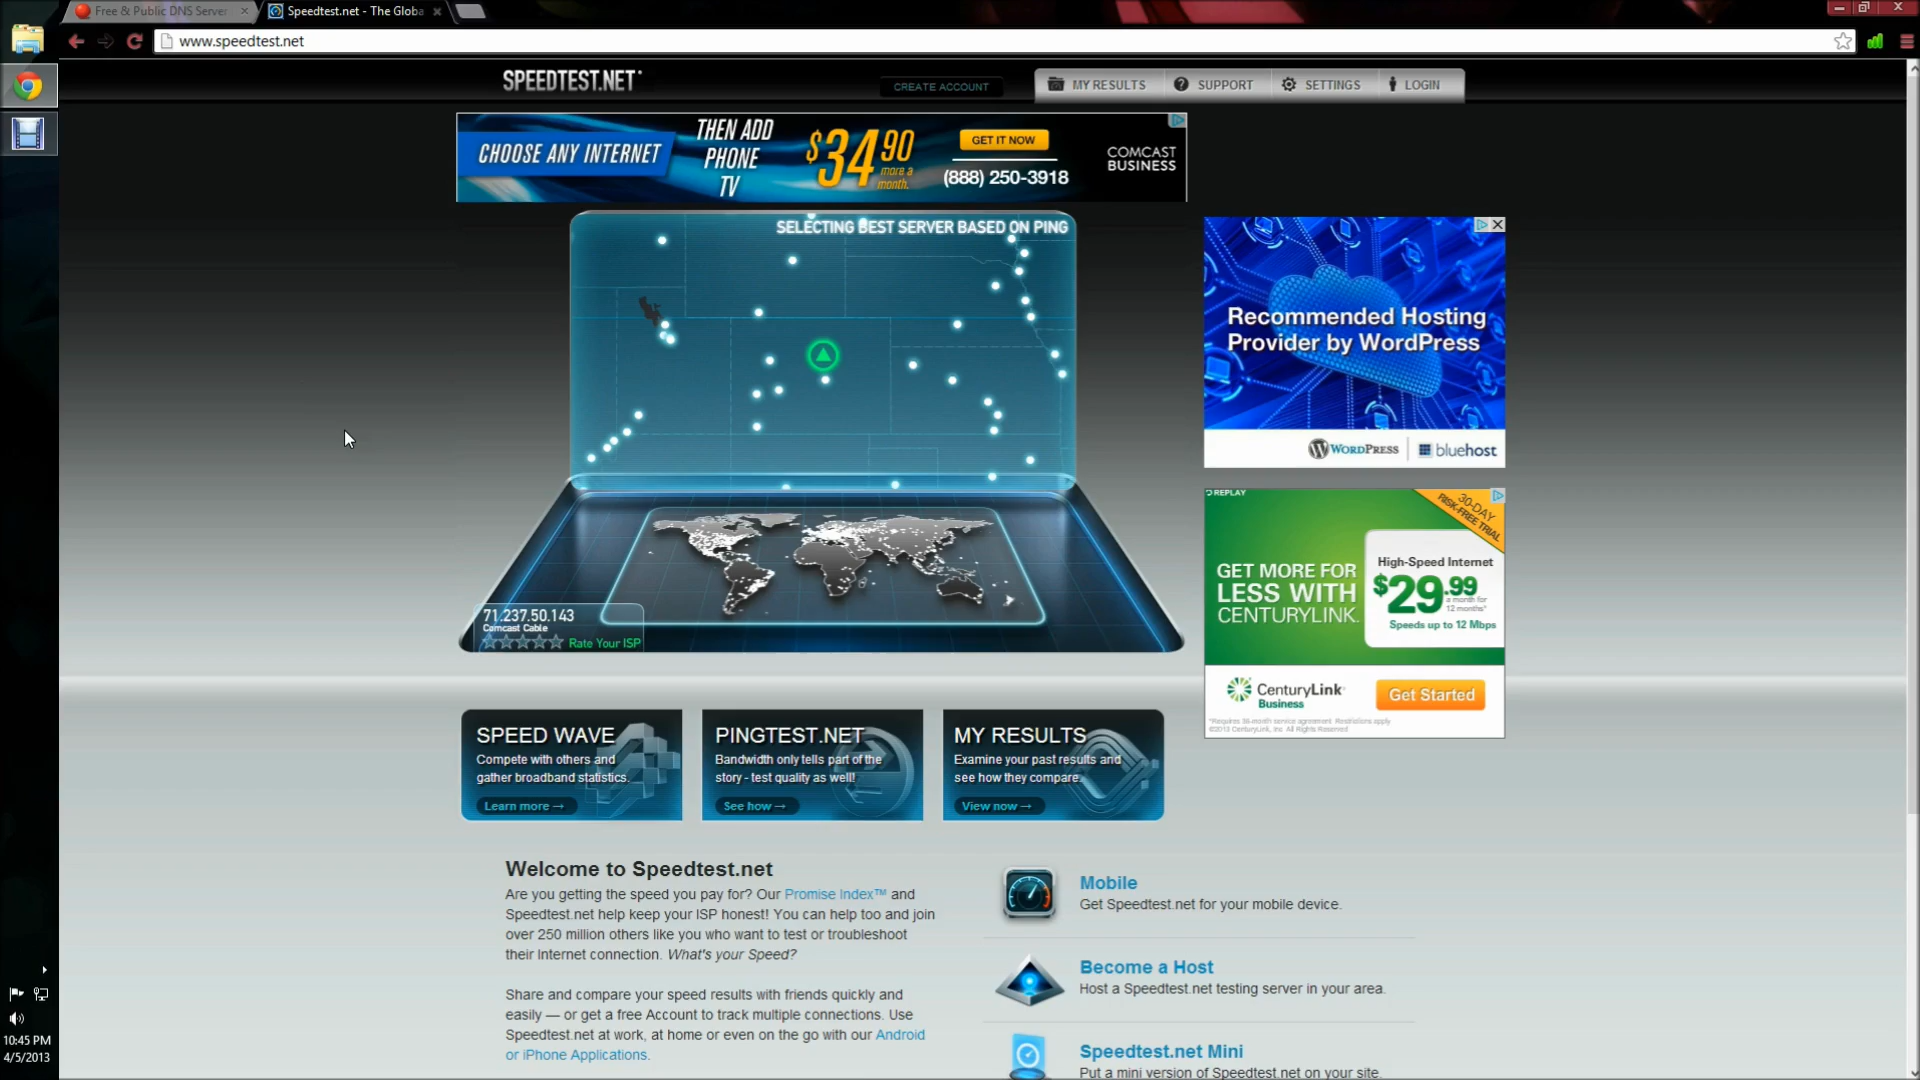 Free & Public DNS Server
Speedtest.net - The Globa
www.speedtest.net
SPEEDTEST.NET
CREATE ACCOUNT
MY RESULTS
SUPPORT
SETTINGS
LOGIN
CHOOSE ANY INTERNET
THEN ADD
PHONE
TV
$34.90
more a
month.
GET IT NOW
(888) 250-3918
COMCAST
BUSINESS
SELECTING BEST SERVER BASED ON PING
Recommended Hosting
Provider by WordPress
WORDPRESS
bluehost
71.237.50.143
Comcast Cable
Rate Your ISP
REPLAY
30-DAY
RISK-FREE TRIAL
GET MORE FOR
LESS WITH
CENTURYLINK.
High-Speed Internet
$29.99
a month for
12 months*
Speeds up to 12 Mbps
CenturyLink
Business
Get Started
*Requires 36-month service agreement. Restrictions apply.
©2013 CenturyLink, Inc. All Rights Reserved
SPEED WAVE
Compete with others and
gather broadband statistics.
Learn more →
PINGTEST.NET
Bandwidth only tells part of the
story - test quality as well!
See how →
MY RESULTS
Examine your past results and
see how they compare.
View now →
Welcome to Speedtest.net
Are you getting the speed you pay for? Our Promise Index™ and
Speedtest.net help keep your ISP honest! You can help too and join
over 250 million others like you who want to test or troubleshoot
their Internet connection. What's your Speed?
Share and compare your speed results with friends quickly and
easily — or get a free Account to track multiple connections. Use
Speedtest.net at work, at home or even on the go with our Android
or iPhone Applications.
Mobile
Get Speedtest.net for your mobile device.
Become a Host
Host a Speedtest.net testing server in your area.
Speedtest.net Mini
Put a mini version of Speedtest.net on your site.
10:45 PM
4/5/2013